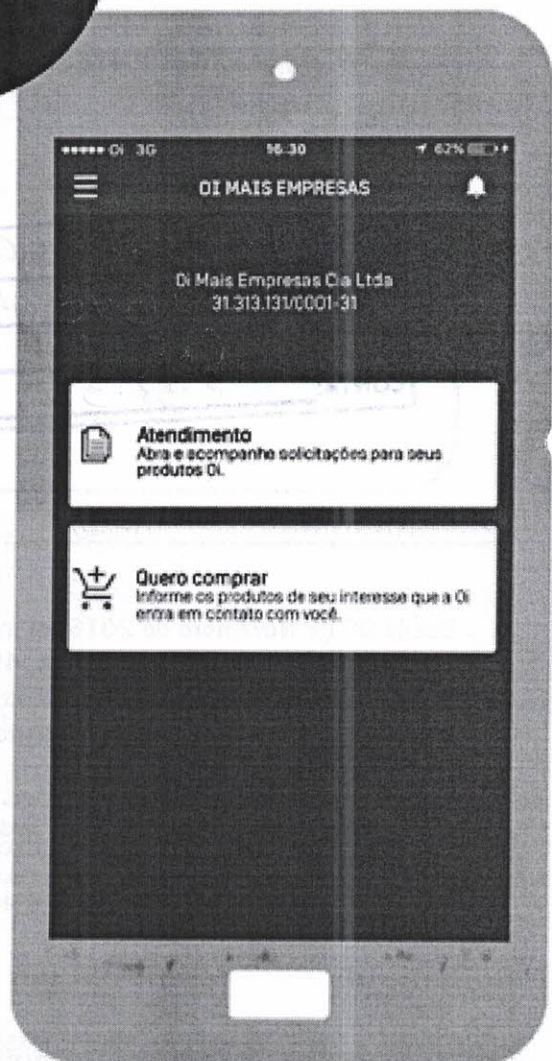 Oi 3G 16:30 62%
OI MAIS EMPRESAS
Oi Mais Empresas Cia Ltda
31.313.131/0001-31
Atendimento
Abra e acompanhe solicitações para seus
produtos Oi.
Quero comprar
Informe os produtos de seu interesse que a Oi
entra em contato com você.